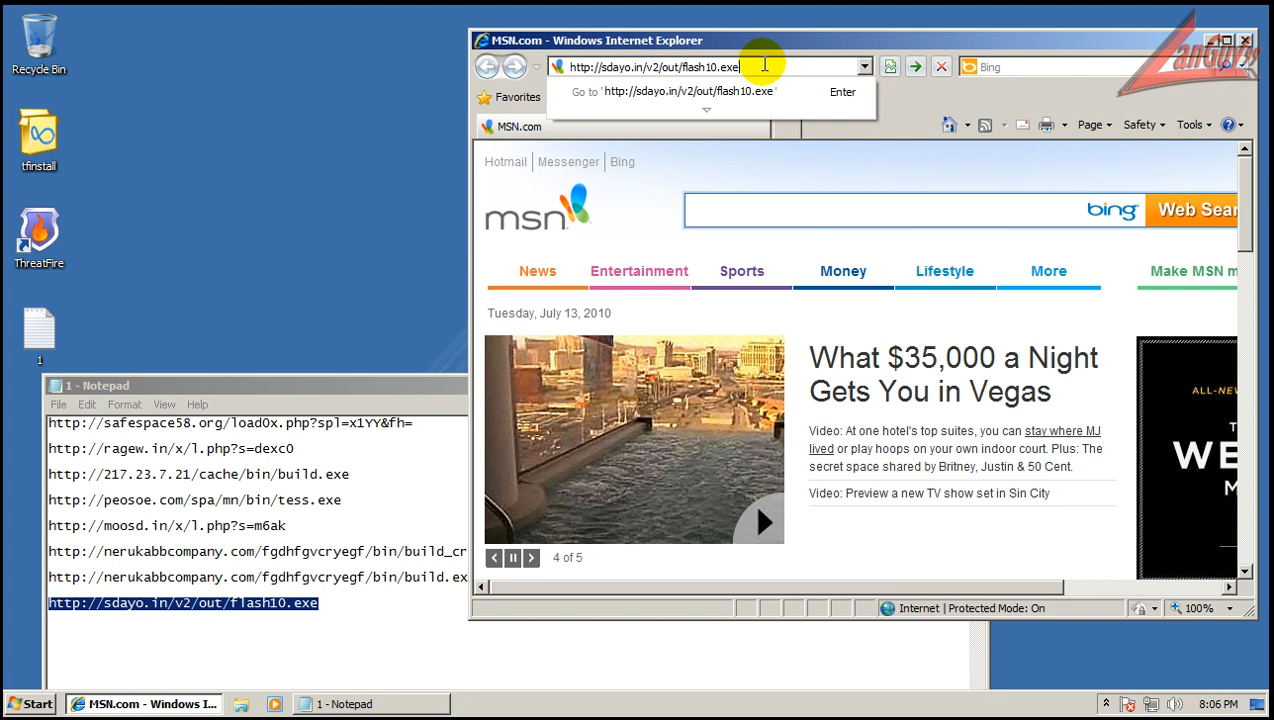 Recycle Bin
tfinstall
ThreatFire
1
MSN.com - Windows Internet Explorer
http://sdayo.in/v2/out/flash10.exe
Bing
Go to 'http://sdayo.in/v2/out/flash10.exe'
Enter
Favorites
MSN.com
Page
Safety
Tools
Hotmail
Messenger
Bing
msn
bing
Web Sear
News
Entertainment
Sports
Money
Lifestyle
More
Make MSN m
Tuesday, July 13, 2010
What $35,000 a Night
Gets You in Vegas
Video: At one hotel's top suites, you can stay where MJ
lived or play hoops on your own indoor court. Plus: The
secret space shared by Britney, Justin & 50 Cent.
Video: Preview a new TV show set in Sin City
4 of 5
ALL-NE
WE
Internet | Protected Mode: On
100%
1 - Notepad
File Edit Format View Help
http://safespace58.org/load0x.php?spl=x1YY&fh=
http://ragew.in/x/l.php?s=dexc0
http://217.23.7.21/cache/bin/build.exe
http://peosoe.com/spa/mn/bin/tess.exe
http://moosd.in/x/l.php?s=m6ak
http://nerukabbcompany.com/fgdhfgvcryegf/bin/build_cr
http://nerukabbcompany.com/fgdhfgvcryegf/bin/build.ex
http://sdayo.in/v2/out/flash10.exe
Start
MSN.com - Windows I...
1 - Notepad
8:06 PM